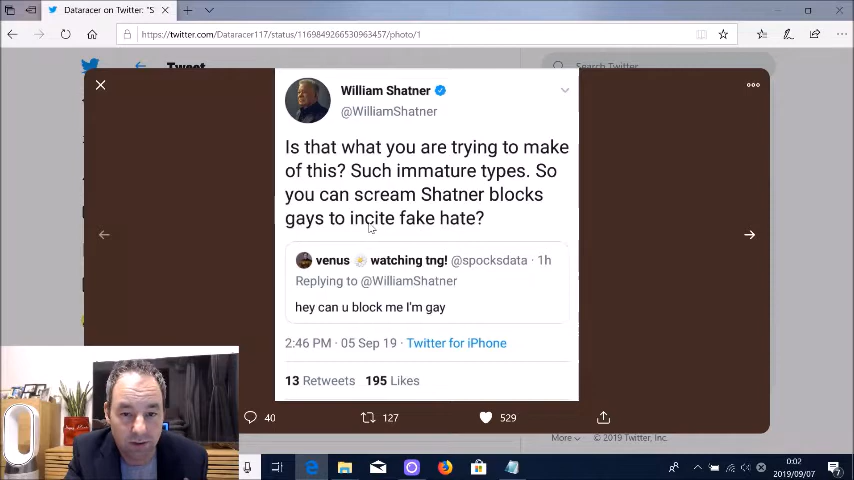 Dataracer on Twitter: "S
https://twitter.com/Dataracer117/status/1169849266530963457/photo/1
Tweet
Search Twitter
William Shatner
@WilliamShatner
Is that what you are trying to make
of this? Such immature types. So
you can scream Shatner blocks
gays to incite fake hate?
venus watching tng! @spocksdata · 1h
Replying to @WilliamShatner
hey can u block me I'm gay
2:46 PM · 05 Sep 19 · Twitter for iPhone
13 Retweets 195 Likes
40 127 529
More © 2019 Twitter, Inc.
0:02
2019/09/07
7